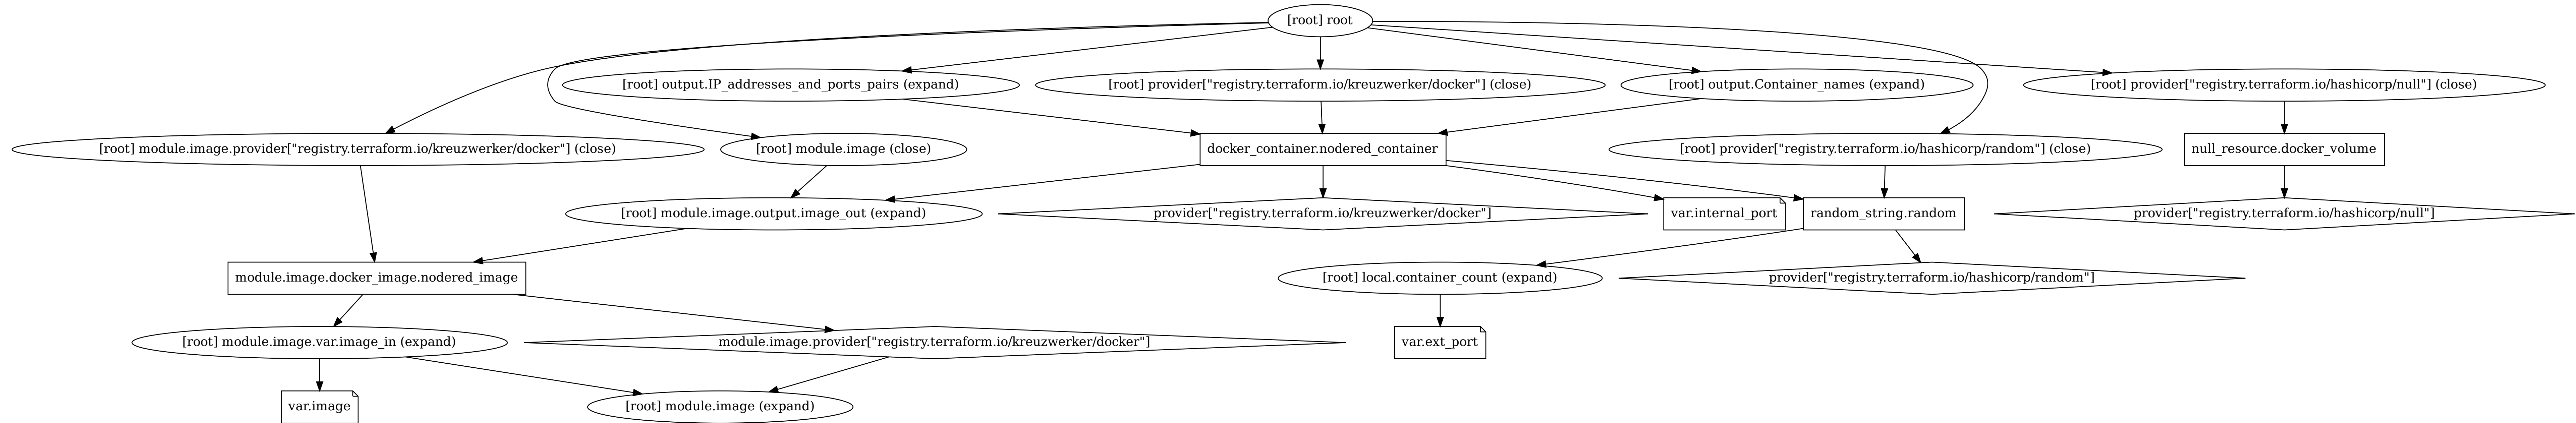 [root] root
[root] output.IP_addresses_and_ports_pairs (expand)
[root] provider["registry.terraform.io/kreuzwerker/docker"] (close)
[root] output.Container_names (expand)
[root] provider["registry.terraform.io/hashicorp/null"] (close)
[root] module.image.provider["registry.terraform.io/kreuzwerker/docker"] (close)
[root] module.image (close)
docker_container.nodered_container
[root] provider["registry.terraform.io/hashicorp/random"] (close)
null_resource.docker_volume
[root] module.image.output.image_out (expand)
provider["registry.terraform.io/kreuzwerker/docker"]
var.internal_port
random_string.random
provider["registry.terraform.io/hashicorp/null"]
module.image.docker_image.nodered_image
[root] local.container_count (expand)
provider["registry.terraform.io/hashicorp/random"]
[root] module.image.var.image_in (expand)
module.image.provider["registry.terraform.io/kreuzwerker/docker"]
var.ext_port
var.image
[root] module.image (expand)